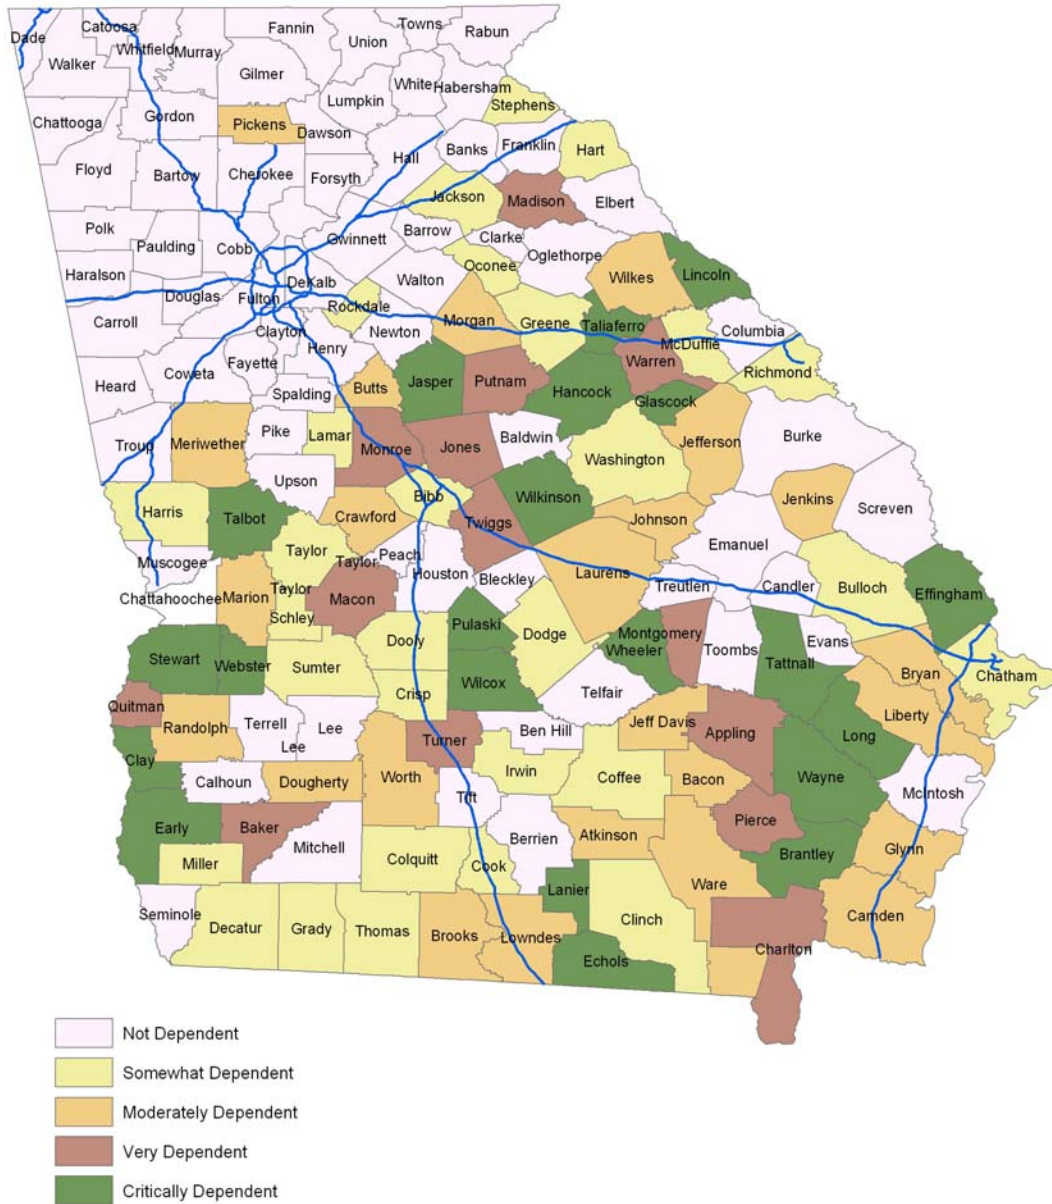 Dade
Catoosa
Whitfield
Murray
Fannin
Union
Towns
Rabun
Walker
Gilmer
White
Habersham
Lumpkin
Stephens
Chattooga
Gordon
Pickens
Dawson
Hall
Banks
Franklin
Hart
Floyd
Bartow
Cherokee
Forsyth
Jackson
Madison
Elbert
Polk
Paulding
Cobb
Gwinnett
Barrow
Clarke
Oglethorpe
Haralson
Douglas
Fulton
DeKalb
Walton
Oconee
Wilkes
Lincoln
Rockdale
Carroll
Clayton
Newton
Morgan
Greene
Taliaferro
McDuffie
Columbia
Heard
Coweta
Fayette
Henry
Spalding
Butts
Jasper
Putnam
Hancock
Warren
Glascock
Richmond
Troup
Meriwether
Pike
Lamar
Monroe
Jones
Baldwin
Washington
Jefferson
Burke
Upson
Harris
Talbot
Crawford
Bibb
Twiggs
Wilkinson
Johnson
Jenkins
Screven
Muscogee
Taylor
Taylor
Peach
Houston
Bleckley
Laurens
Emanuel
Treutlen
Candler
Bulloch
Effingham
Chattahoochee
Marion
Taylor
Schley
Macon
Dooly
Pulaski
Dodge
Montgomery
Wheeler
Toombs
Tattnall
Evans
Bryan
Chatham
Stewart
Webster
Sumter
Crisp
Wilcox
Telfair
Quitman
Randolph
Terrell
Lee
Lee
Turner
Ben Hill
Jeff Davis
Appling
Long
Liberty
Clay
Calhoun
Dougherty
Worth
Tift
Irwin
Coffee
Bacon
Wayne
McIntosh
Early
Baker
Miller
Mitchell
Colquitt
Cook
Berrien
Atkinson
Pierce
Brantley
Glynn
Seminole
Decatur
Grady
Thomas
Brooks
Lowndes
Lanier
Clinch
Ware
Echols
Charlton
Camden
Not Dependent
Somewhat Dependent
Moderately Dependent
Very Dependent
Critically Dependent